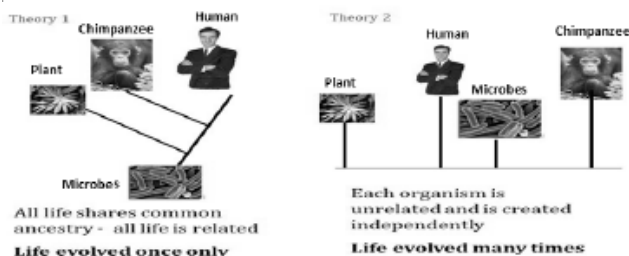 Theory 1
Human
Chimpanzee
Plant
Microbes
All life shares common
ancestry - all life is related
Life evolved once only
Theory 2
Human
Chimpanzee
Plant
Microbes
Each organism is
unrelated and is created
independently
Life evolved many times